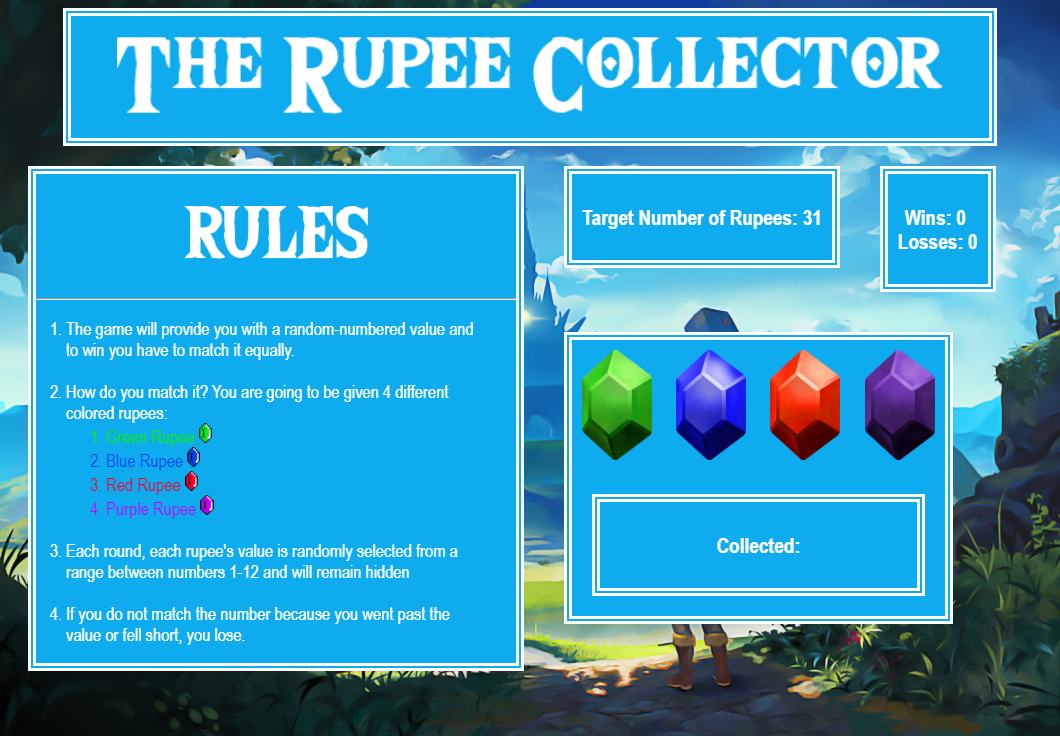 The Rupee Collector
RULES
1. The game will provide you with a random-numbered value and
to win you have to match it equally.
2. How do you match it? You are going to be given 4 different
colored rupees:
1. Green Rupee
2. Blue Rupee
3. Red Rupee
4. Purple Rupee
3. Each round, each rupee's value is randomly selected from a
range between numbers 1-12 and will remain hidden
4. If you do not match the number because you went past the
value or fell short, you lose.
Target Number of Rupees: 31
Wins: 0
Losses: 0
Collected: